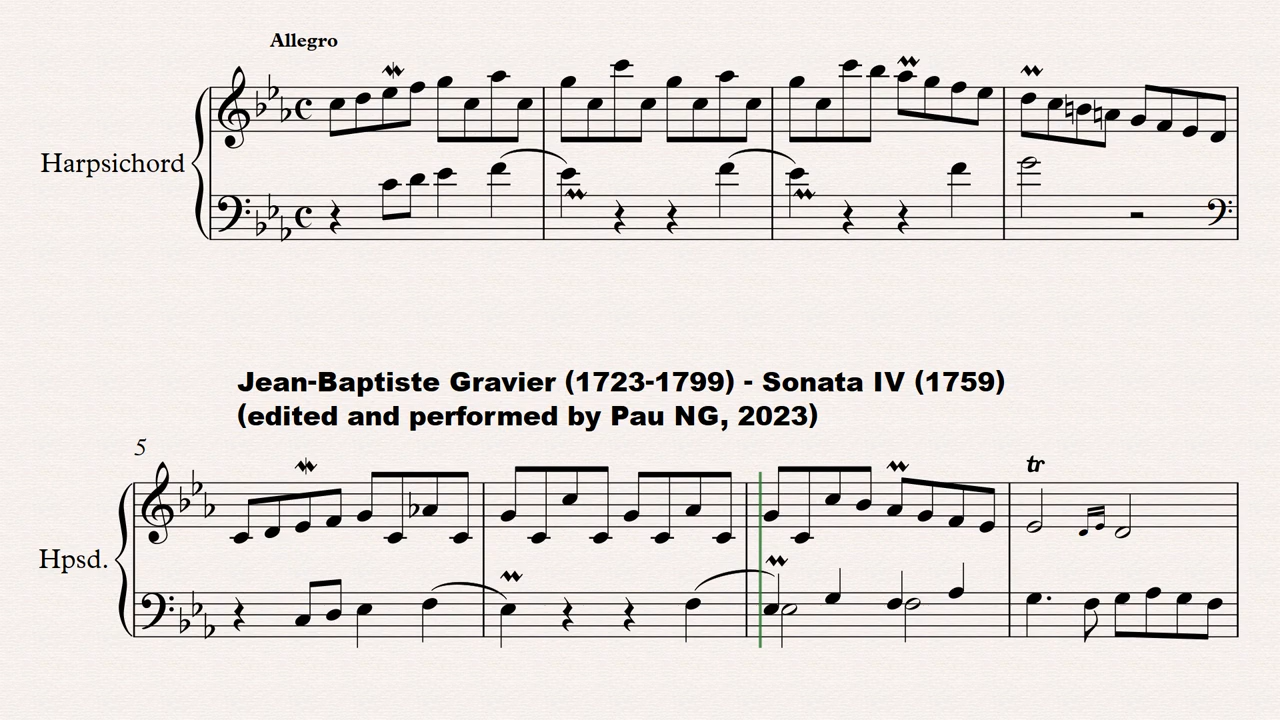 Allegro
Harpsichord
Jean-Baptiste Gravier (1723-1799) - Sonata IV (1759)
(edited and performed by Pau NG, 2023)
5
tr
Hpsd.